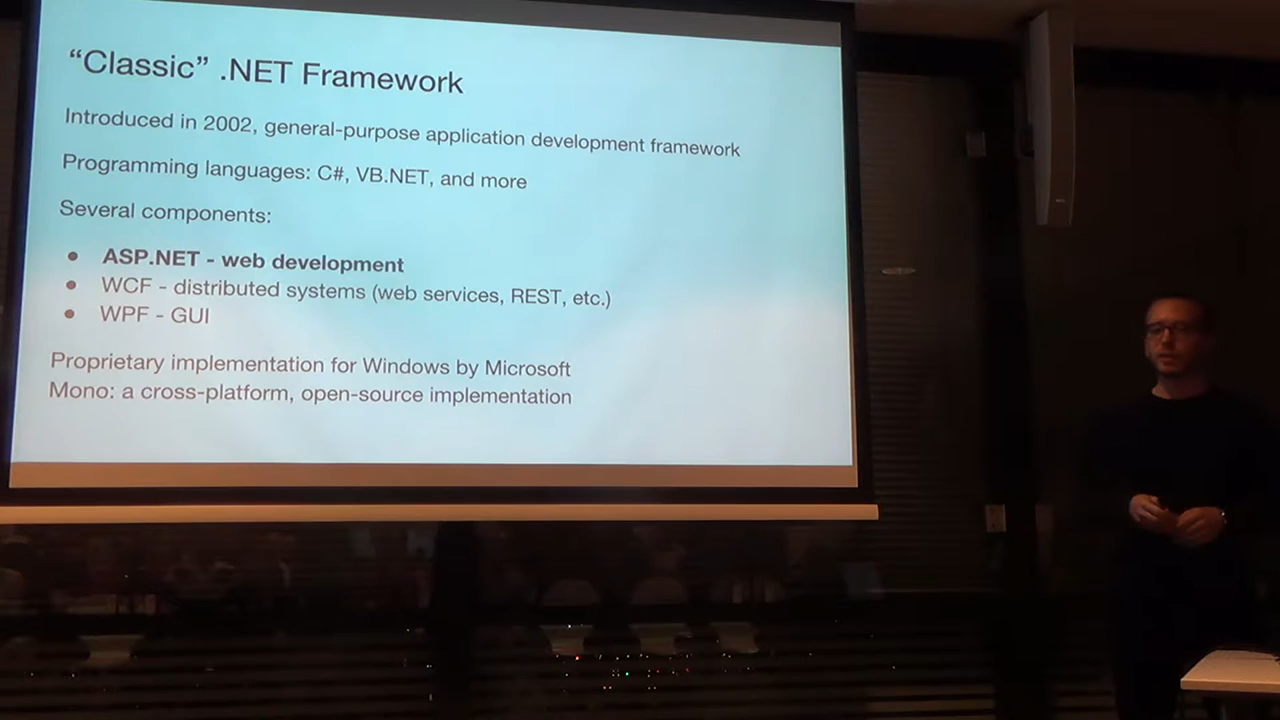 “Classic” .NET Framework
Introduced in 2002, general-purpose application development framework
Programming languages: C#, VB.NET, and more
Several components:
● ASP.NET - web development
● WCF - distributed systems (web services, REST, etc.)
● WPF - GUI
Proprietary implementation for Windows by Microsoft
Mono: a cross-platform, open-source implementation